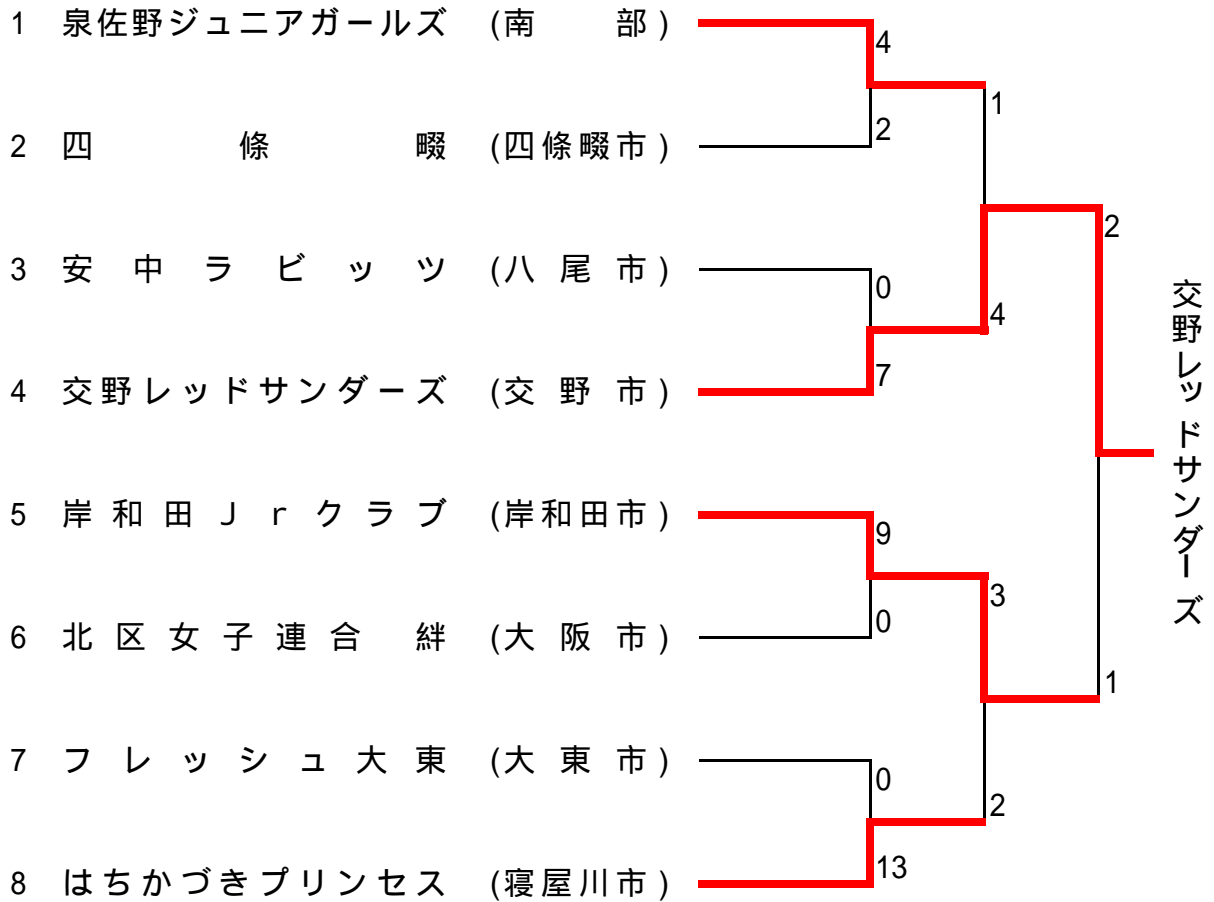 1 泉佐野ジュニアガールズ (南 部)
4
1
2 四 條 畷 (四條畷市)
2
2
3 安 中 ラ ビ ッ ツ (八 尾 市)
0
4
4 交野レッドサンダーズ (交 野 市)
7
交野レッドサンダーズ
5 岸 和 田 J r ク ラ ブ (岸和田市)
9
3
6 北 区 女 子 連 合 絆 (大 阪 市)
0
1
7 フ レ ッ シ ュ 大 東 (大 東 市)
0
2
8 はちかづきプリンセス (寝屋川市)
13